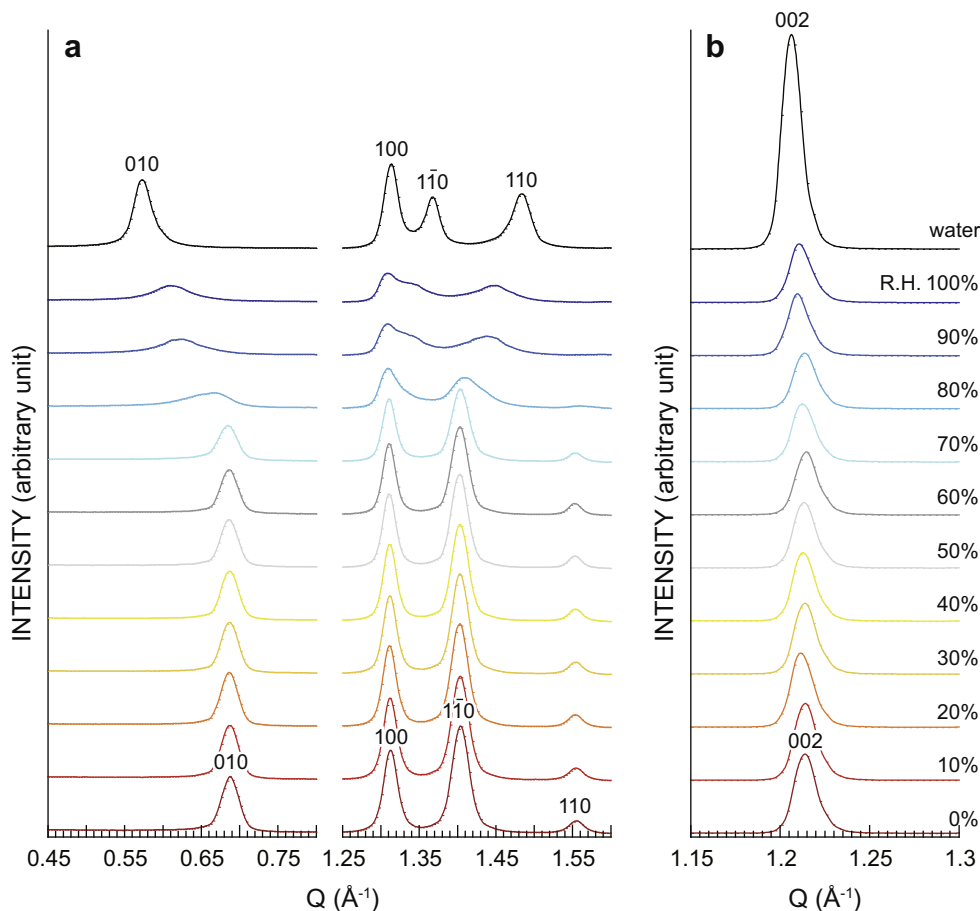 a
b
002
010
100
11̅0
110
water
R.H. 100%
90%
80%
70%
60%
50%
40%
30%
20%
10%
0%
010
100
11̅0
110
002
INTENSITY (arbitrary unit)
INTENSITY (arbitrary unit)
0.45 0.55 0.65 0.75 1.25 1.35 1.45 1.55
1.15 1.2 1.25 1.3
Q (Å⁻¹)
Q (Å⁻¹)